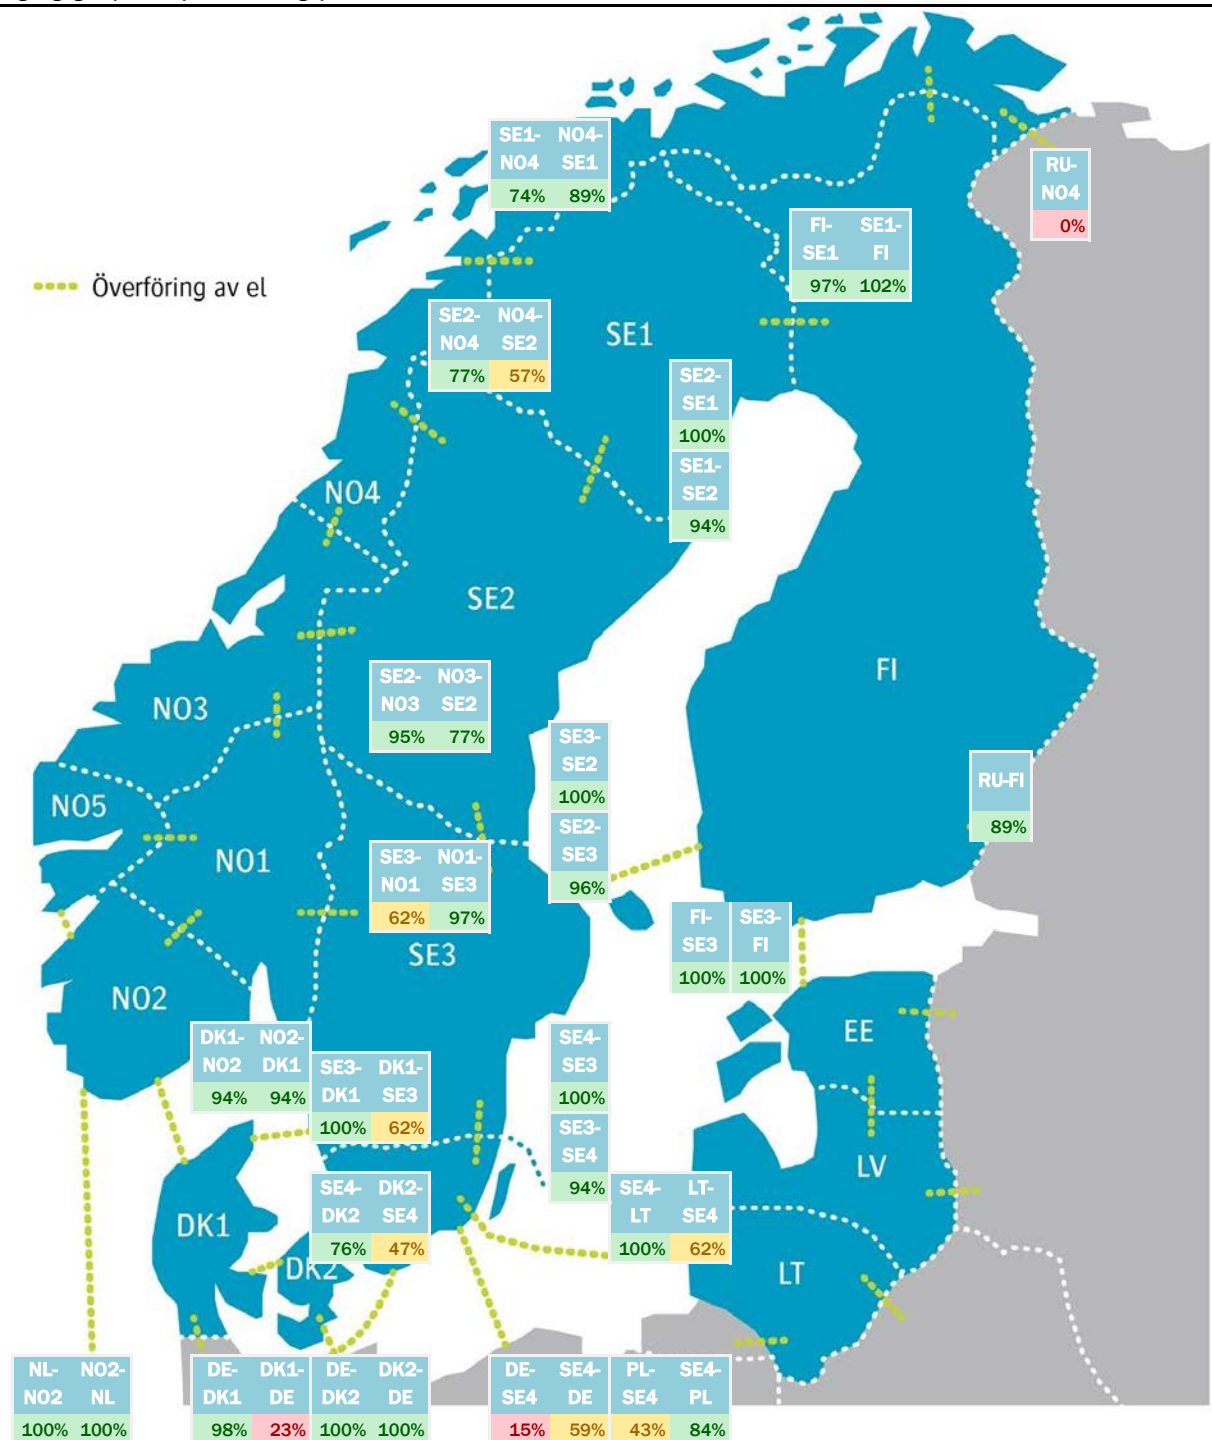 SE1- NO4-
NO4 SE1
74% 89%
RU-
NO4
0%
FI- SE1-
SE1 FI
97% 102%
Överföring av el
SE2- NO4-
NO4 SE2
77% 57%
SE1
SE2-
SE1
100%
SE1-
SE2
94%
NO4
SE2
FI
SE2- NO3-
NO3 SE2
95% 77%
NO3
SE3-
SE2
100%
SE2-
SE3
96%
RU-FI
89%
NO5
NO1
SE3- NO1-
NO1 SE3
62% 97%
SE3
FI- SE3-
SE3 FI
100% 100%
NO2
EE
DK1- NO2-
NO2 DK1
94% 94%
SE3- DK1-
DK1 SE3
100% 62%
SE4-
SE3
100%
SE3-
SE4
94%
LV
SE4- DK2-
DK2 SE4
76% 47%
SE4- LT-
LT SE4
100% 62%
DK1
DK2
LT
NL- NO2-
NO2 NL
100% 100%
DE- DK1- DE- DK2-
DK1 DE DK2 DE
98% 23% 100% 100%
DE- SE4- PL- SE4-
SE4 DE SE4 PL
15% 59% 43% 84%